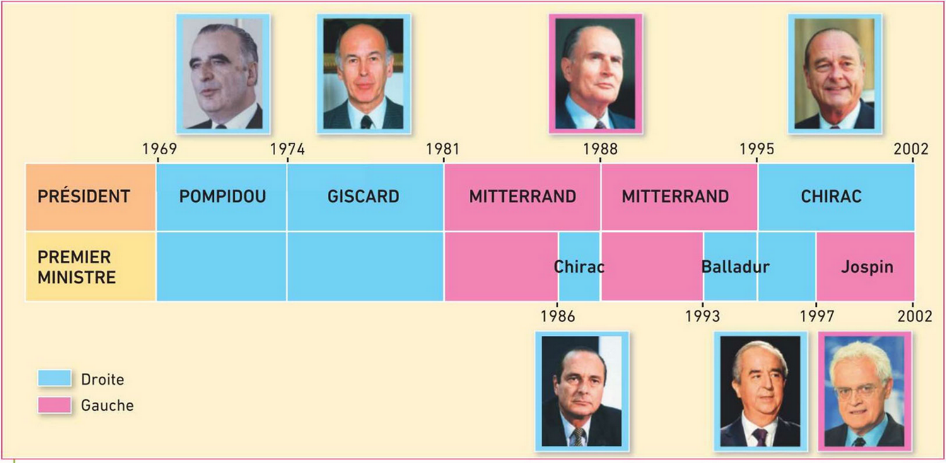 1969 1974 1981 1988 1995 2002
PRÉSIDENT POMPIDOU GISCARD MITTERRAND MITTERRAND CHIRAC
PREMIER
MINISTRE
Chirac Balladur Jospin
1986 1993 1997 2002
Droite
Gauche